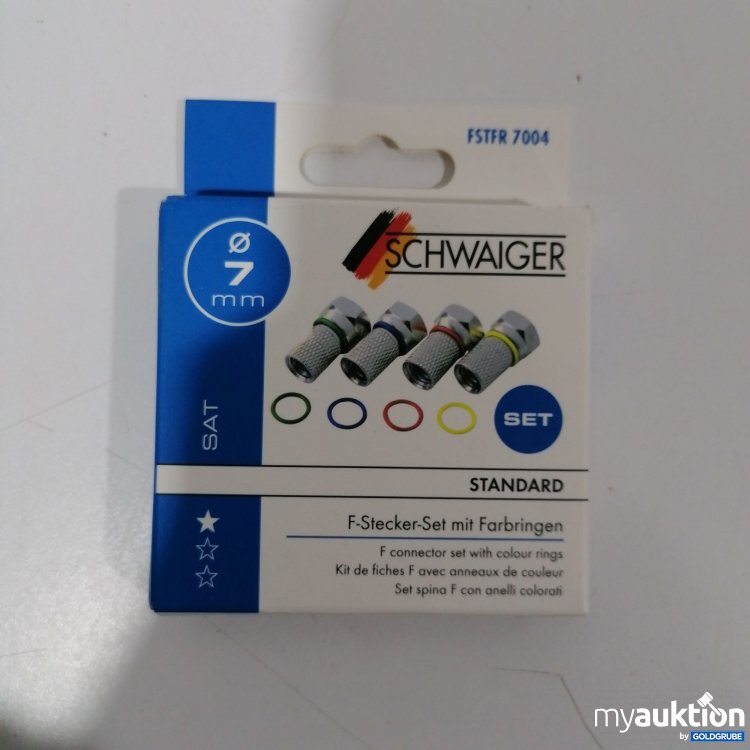 FSTFR 7004
SCHWAIGER
Ø
7
mm
SAT
SET
STANDARD
F-Stecker-Set mit Farbringen
F connector set with colour rings
Kit de fiches F avec anneaux de couleur
Set spina F con anelli colorati
myauktion
by GOLDGRUBE